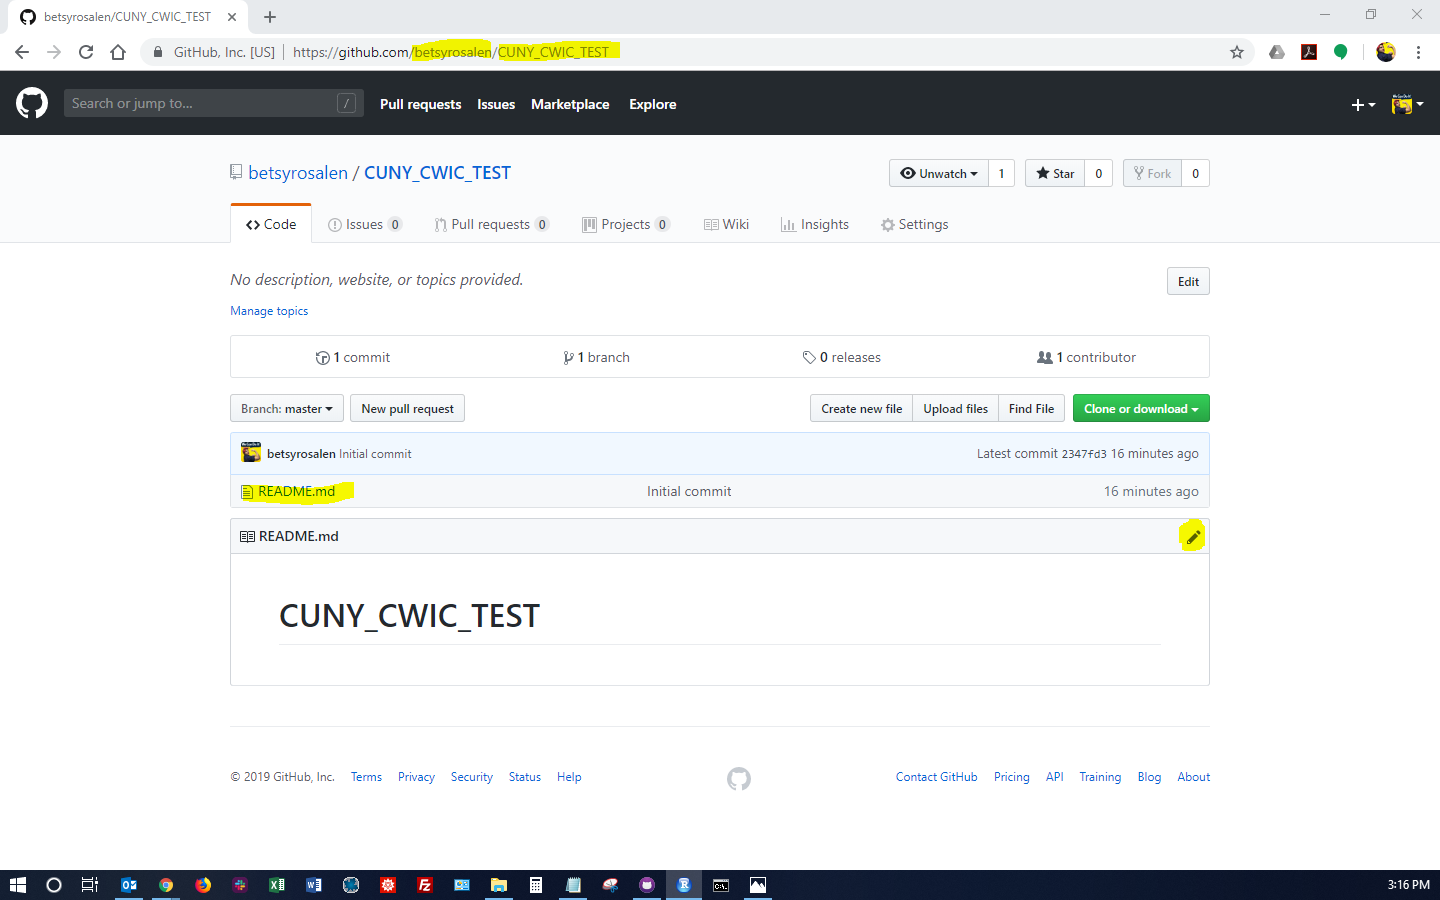 betsyrosalen/CUNY_CWIC_TEST
GitHub, Inc. [US] https://github.com/betsyrosalen/CUNY_CWIC_TEST
Search or jump to... / Pull requests Issues Marketplace Explore
betsyrosalen / CUNY_CWIC_TEST Unwatch 1 Star 0 Fork 0
Code Issues 0 Pull requests 0 Projects 0 Wiki Insights Settings
No description, website, or topics provided. Edit
Manage topics
1 commit 1 branch 0 releases 1 contributor
Branch: master New pull request Create new file Upload files Find File Clone or download
betsyrosalen Initial commit Latest commit 2347fd3 16 minutes ago
README.md Initial commit 16 minutes ago
README.md
CUNY_CWIC_TEST
© 2019 GitHub, Inc. Terms Privacy Security Status Help Contact GitHub Pricing API Training Blog About
3:16 PM